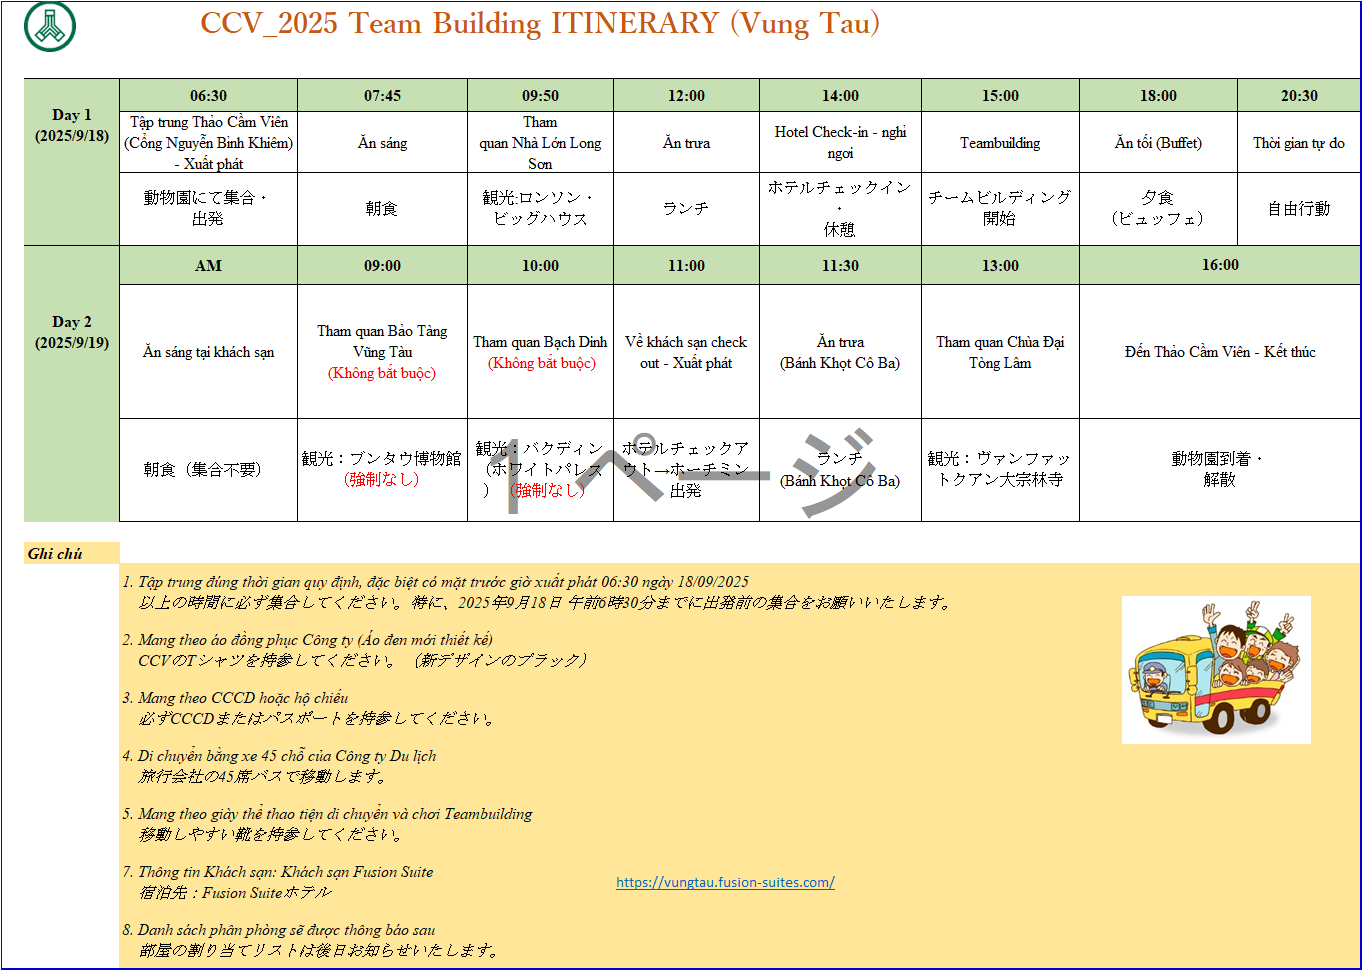 CCV_2025 Team Building ITINERARY (Vung Tau)
Day 1
(2025/9/18)
06:30
07:45
09:50
12:00
14:00
15:00
18:00
20:30
Tập trung Thảo Cầm Viên
(Cổng Nguyễn Bỉnh Khiêm)
- Xuất phát
Ăn sáng
Tham
quan Nhà Lớn Long
Sơn
Ăn trưa
Hotel Check-in - nghỉ
ngơi
Teambuilding
Ăn tối (Buffet)
Thời gian tự do
動物園にて集合・
出発
朝食
観光:ロンソン・
ビッグハウス
ランチ
ホテルチェックイン
・
休憩
チームビルディング
開始
夕食
（ビュッフェ）
自由行動
Day 2
(2025/9/19)
AM
09:00
10:00
11:00
11:30
13:00
16:00
Ăn sáng tại khách sạn
Tham quan Bảo Tàng
Vũng Tàu
(Không bắt buộc)
Tham quan Bạch Dinh
(Không bắt buộc)
Về khách sạn check
out - Xuất phát
Ăn trưa
(Bánh Khọt Cô Ba)
Tham quan Chùa Đại
Tòng Lâm
Đến Thảo Cầm Viên - Kết thúc
朝食（集合不要）
観光：ブンタウ博物館
（強制なし）
観光：バクディン
（ホワイトパレス
）（強制なし）
ホテルチェックア
ウト→ホーチミン
出発
ランチ
(Bánh Khọt Cô Ba)
観光：ヴァンファッ
トクアン大宗林寺
動物園到着・
解散
1 ページ
Ghi chú
1. Tập trung đúng thời gian quy định, đặc biệt có mặt trước giờ xuất phát 06:30 ngày 18/09/2025
以上の時間に必ず集合してください。特に、2025年9月18日 午前6時30分までに出発前の集合をお願いいたします。
2. Mang theo áo đồng phục Công ty (Áo đen mới thiết kế)
CCVのTシャツを持参してください。（新デザインのブラック）
3. Mang theo CCCD hoặc hộ chiếu
必ずCCCDまたはパスポートを持参してください。
4. Di chuyển bằng xe 45 chỗ của Công ty Du lịch
旅行会社の45席バスで移動します。
5. Mang theo giày thể thao tiện di chuyển và chơi Teambuilding
移動しやすい靴を持参してください。
7. Thông tin Khách sạn: Khách sạn Fusion Suite
宿泊先：Fusion Suiteホテル
https://vungtau.fusion-suites.com/
8. Danh sách phân phòng sẽ được thông báo sau
部屋の割り当てリストは後日お知らせいたします。